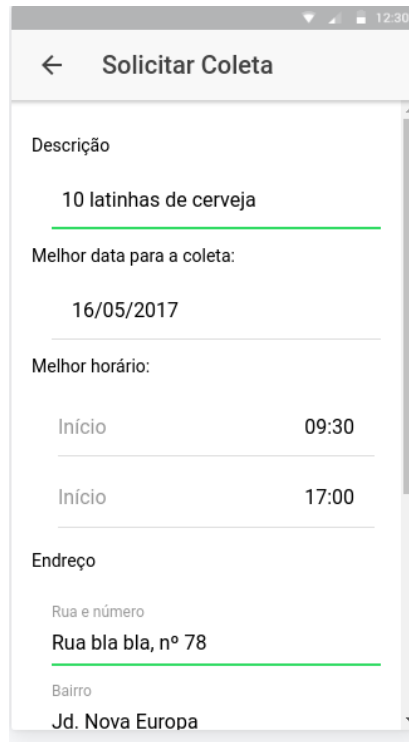 12:30
Solicitar Coleta
Descrição
10 latinhas de cerveja
Melhor data para a coleta:
16/05/2017
Melhor horário:
Início 09:30
Início 17:00
Endreço
Rua e número
Rua bla bla, nº 78
Bairro
Jd. Nova Europa